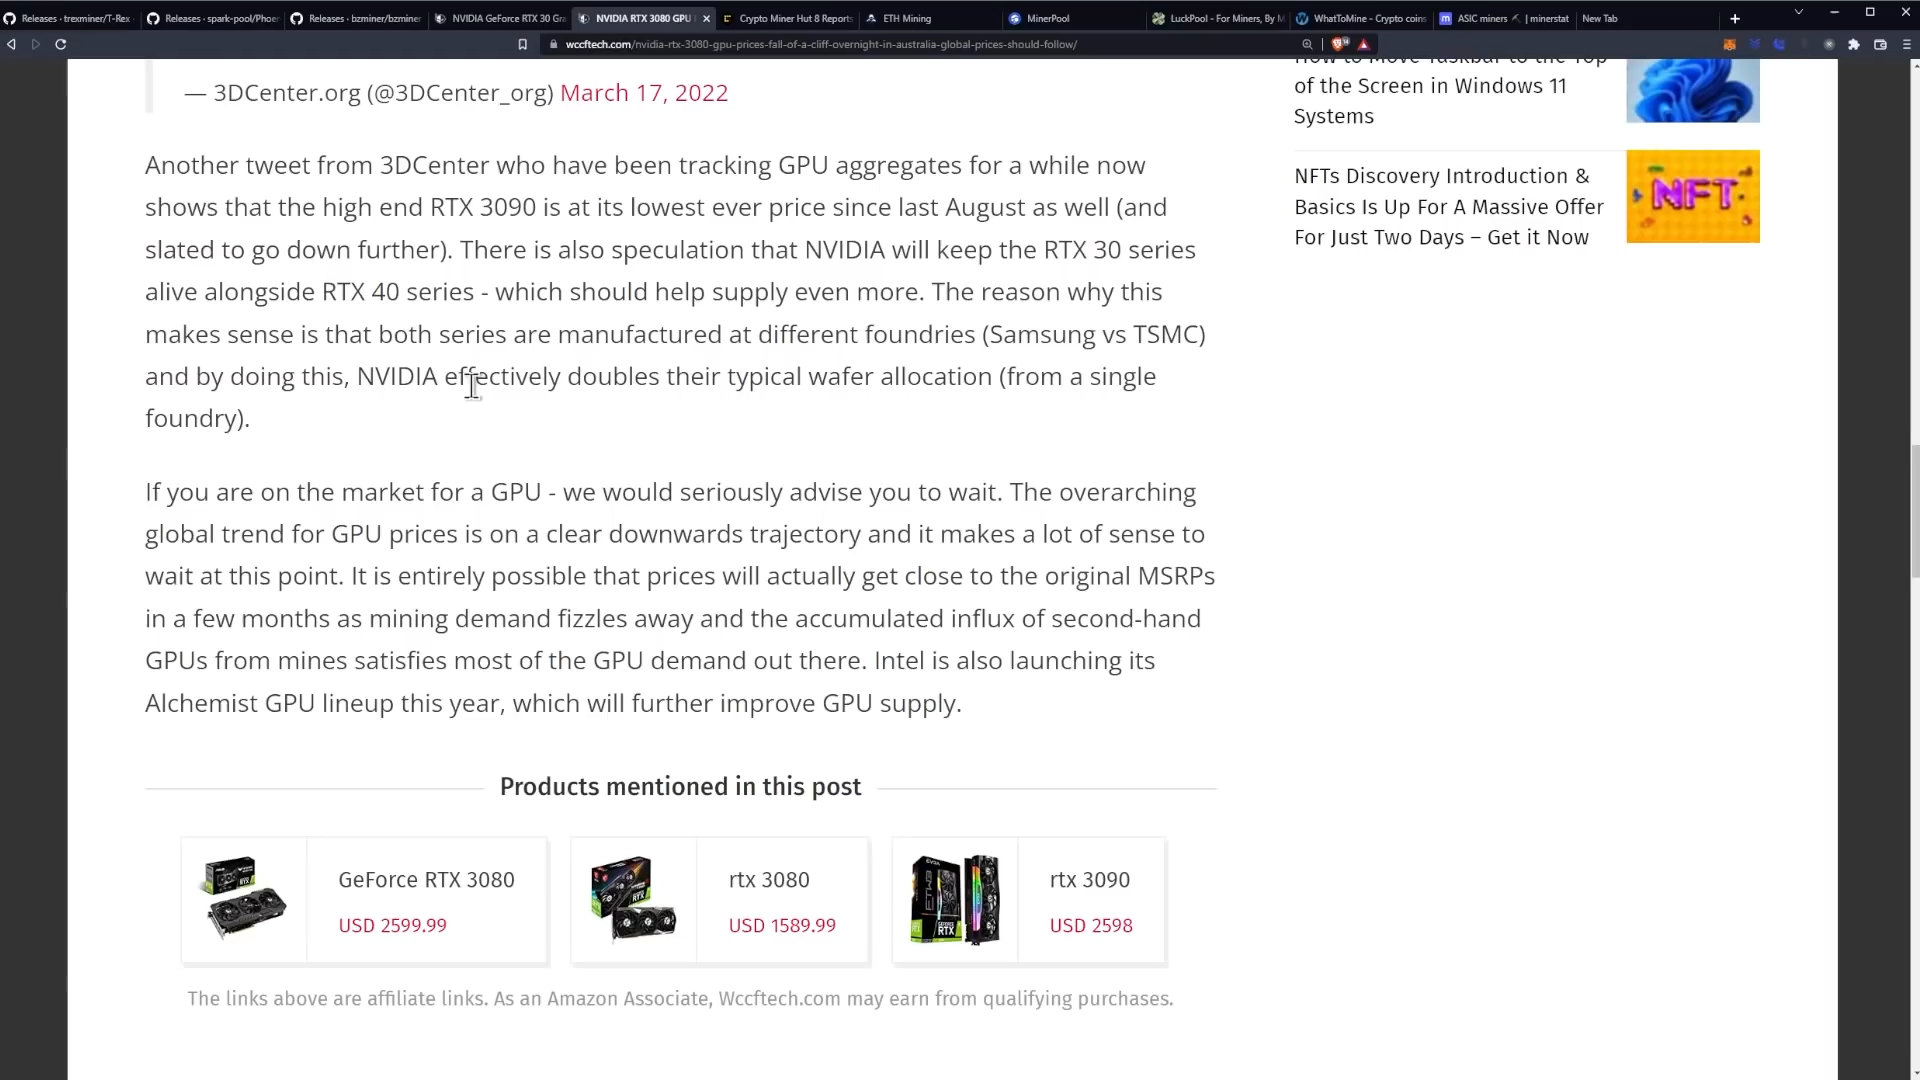 Releases · trexminer/T-Rex
Releases · spark-pool/Phoe
Releases · bzminer/bzminer
NVIDIA GeForce RTX 30 Gra
NVIDIA RTX 3080 GPU
Crypto Miner Hut 8 Reports
ETH Mining
MinerPool
LuckPool - For Miners, By M
WhatToMine - Crypto coins
ASIC miners ⛏ | minerstat
New Tab
wccftech.com/nvidia-rtx-3080-gpu-prices-fall-of-a-cliff-overnight-in-australia-global-prices-should-follow/
— 3DCenter.org (@3DCenter_org) March 17, 2022
Another tweet from 3DCenter who have been tracking GPU aggregates for a while now
shows that the high end RTX 3090 is at its lowest ever price since last August as well (and
slated to go down further). There is also speculation that NVIDIA will keep the RTX 30 series
alive alongside RTX 40 series - which should help supply even more. The reason why this
makes sense is that both series are manufactured at different foundries (Samsung vs TSMC)
and by doing this, NVIDIA effectively doubles their typical wafer allocation (from a single
foundry).
If you are on the market for a GPU - we would seriously advise you to wait. The overarching
global trend for GPU prices is on a clear downwards trajectory and it makes a lot of sense to
wait at this point. It is entirely possible that prices will actually get close to the original MSRPs
in a few months as mining demand fizzles away and the accumulated influx of second-hand
GPUs from mines satisfies most of the GPU demand out there. Intel is also launching its
Alchemist GPU lineup this year, which will further improve GPU supply.
Products mentioned in this post
GeForce RTX 3080
USD 2599.99
rtx 3080
USD 1589.99
rtx 3090
USD 2598
The links above are affiliate links. As an Amazon Associate, Wccftech.com may earn from qualifying purchases.
How to Move Taskbar to the Top
of the Screen in Windows 11
Systems
NFTs Discovery Introduction &
Basics Is Up For A Massive Offer
For Just Two Days – Get it Now
NFT